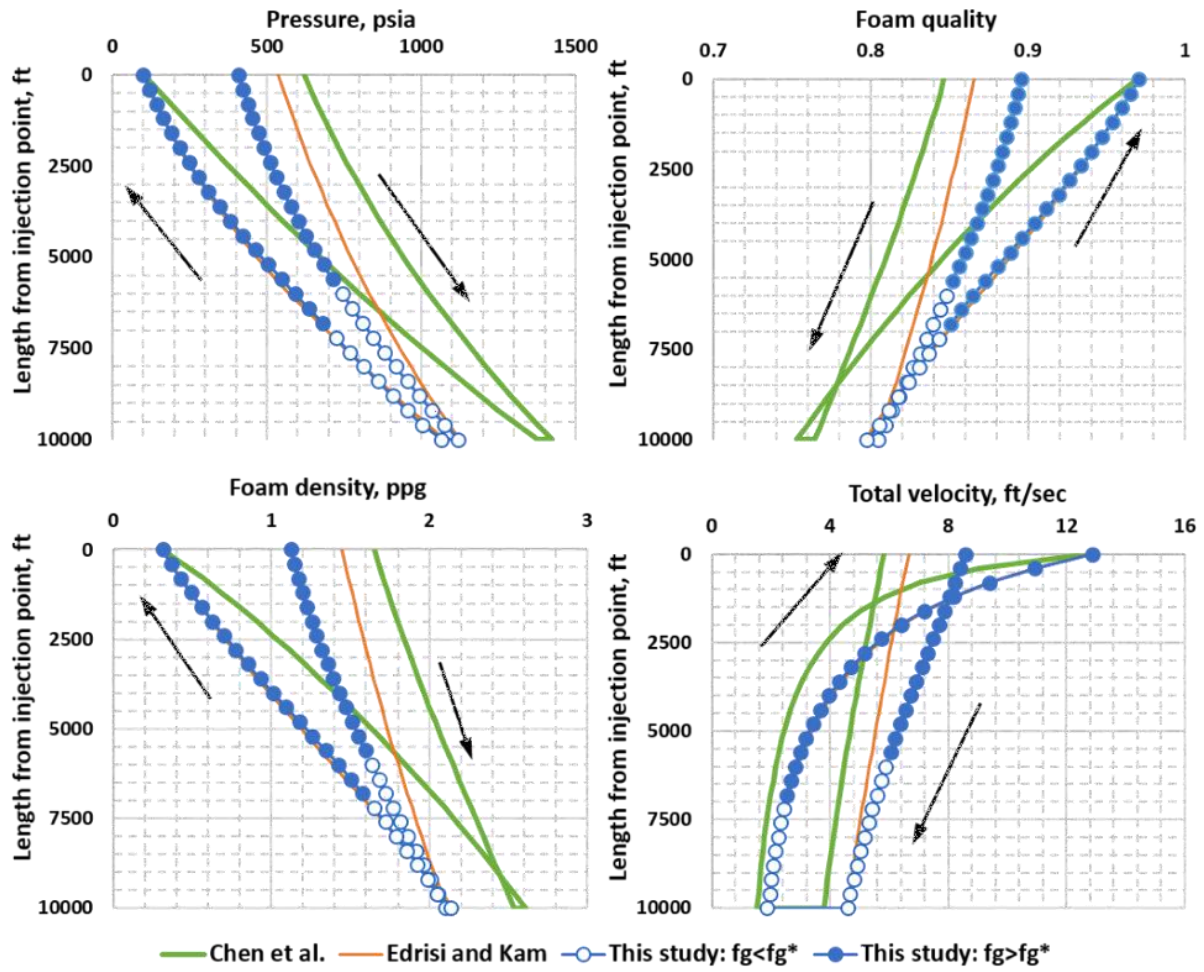 Pressure, psia
0 500 1000 1500
Length from injection point, ft
0
2500
5000
7500
10000
Foam quality
0.7 0.8 0.9 1
Length from injection point, ft
0
2500
5000
7500
10000
Foam density, ppg
0 1 2 3
Length from injection point, ft
0
2500
5000
7500
10000
Total velocity, ft/sec
0 4 8 12 16
Length from injection point, ft
0
2500
5000
7500
10000
Chen et al. Edrisi and Kam This study: fg<fg* This study: fg>fg*